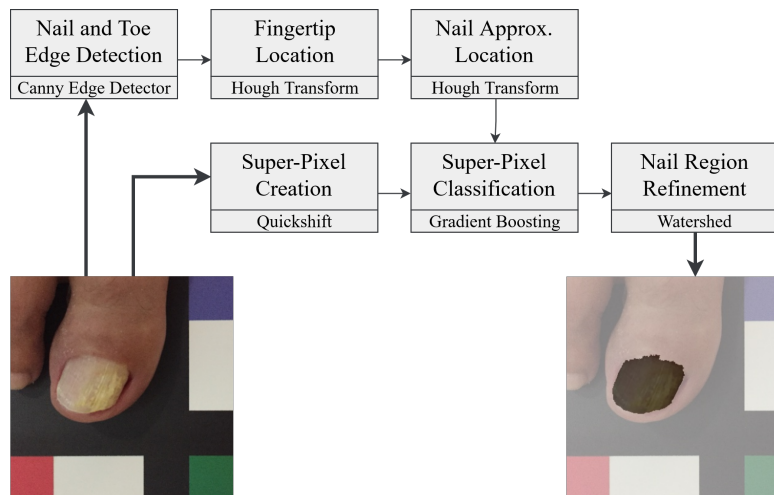 Nail and Toe
Edge Detection
Canny Edge Detector
Fingertip
Location
Hough Transform
Nail Approx.
Location
Hough Transform
Super-Pixel
Creation
Quickshift
Super-Pixel
Classification
Gradient Boosting
Nail Region
Refinement
Watershed